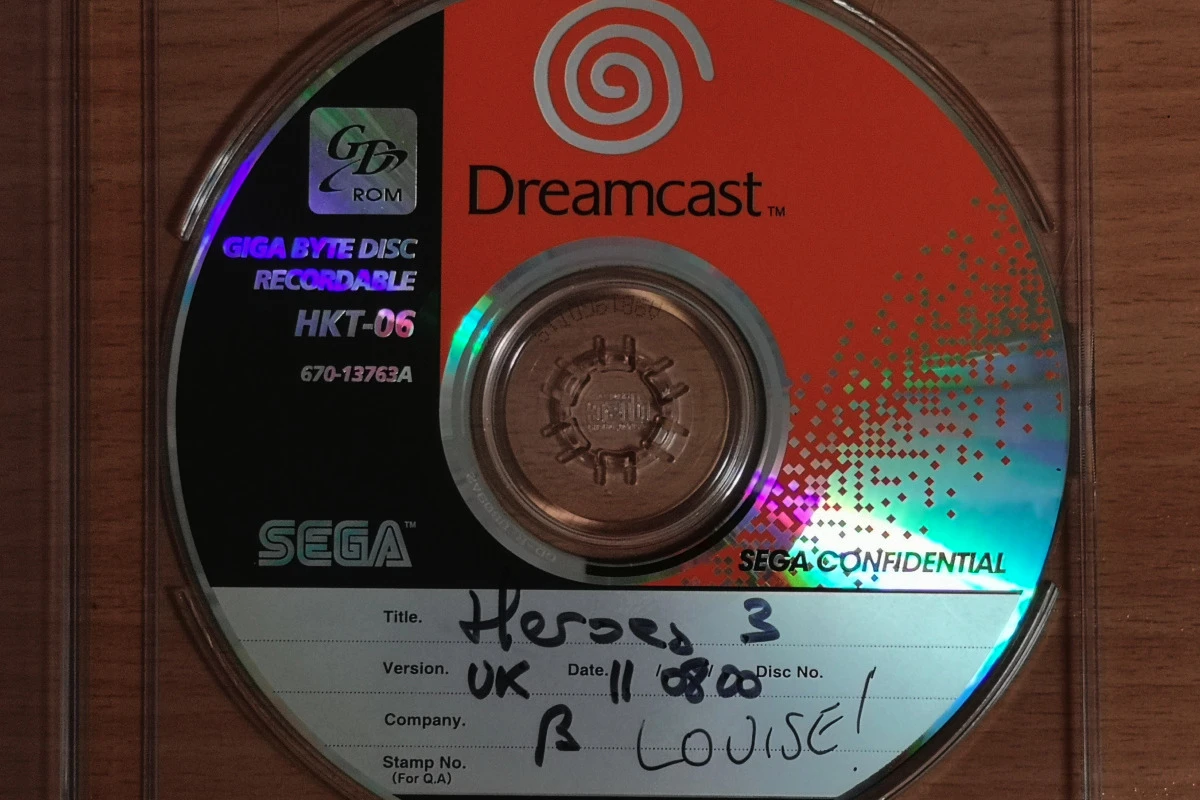 GD
ROM
Dreamcast™
GIGA BYTE DISC
RECORDABLE
HKT-06
670-13763A
SEGA™
SEGA CONFIDENTIAL
Title. Heroes 3
Version. UK Date. 11/08/00 Disc No.
Company. β LOUISE!
Stamp No.
(For Q.A)